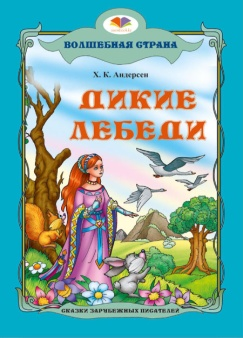 ВОЛШЕБНАЯ СТРАНА
Х. К. Андерсен
ДИКИЕ
ЛЕБЕДИ
СКАЗКИ ЗАРУБЕЖНЫХ ПИСАТЕЛЕЙ